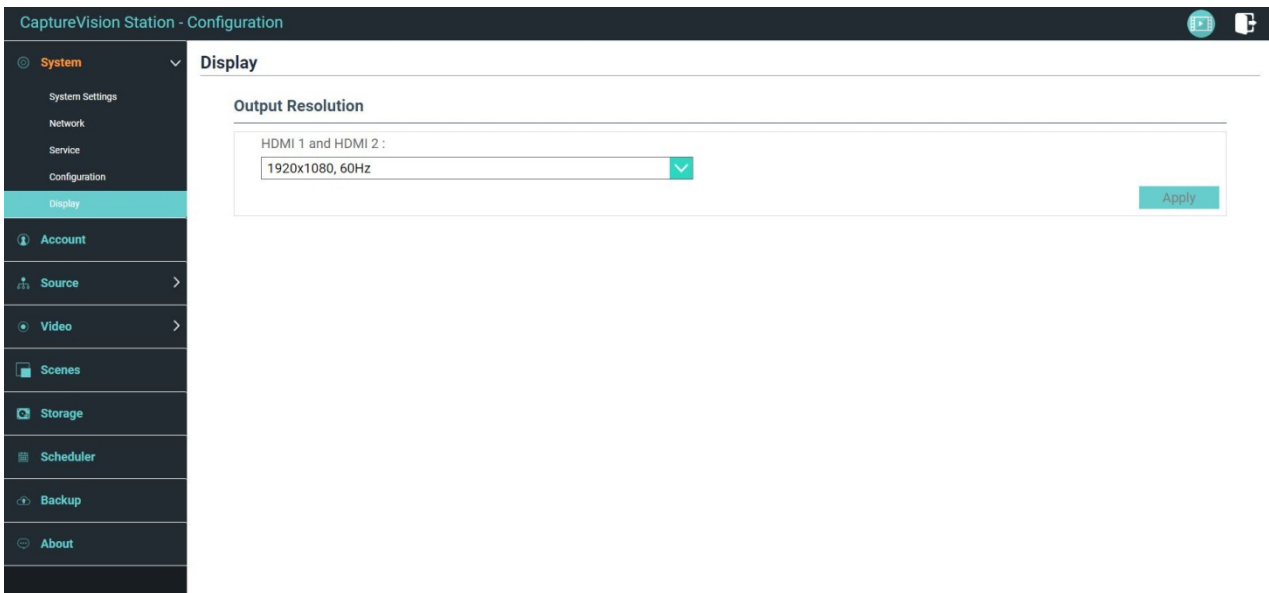 CaptureVision Station - Configuration
System
System Settings
Network
Service
Configuration
Display
Account
Source
Video
Scenes
Storage
Scheduler
Backup
About
Display
Output Resolution
HDMI 1 and HDMI 2 :
1920x1080, 60Hz
Apply